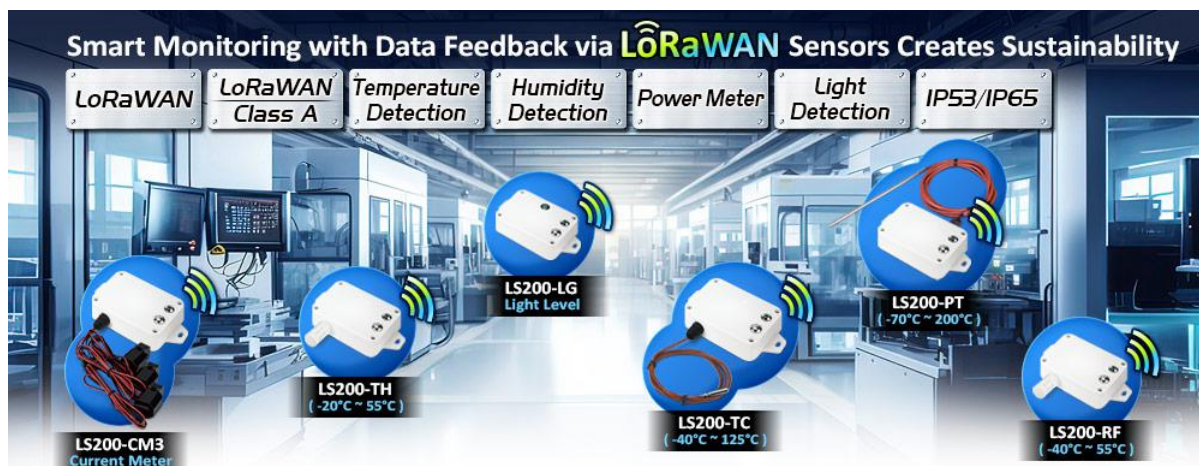 Smart Monitoring with Data Feedback via LoRaWAN Sensors Creates Sustainability
LoRaWAN
LoRaWAN
Class A
Temperature
Detection
Humidity
Detection
Power Meter
Light
Detection
IP53/IP65
LS200-LG
Light Level
LS200-PT
( -70°C ~ 200°C )
LS200-TH
( -20°C ~ 55°C )
LS200-TC
( -40°C ~ 125°C )
LS200-CM3
Current Meter
LS200-RF
( -40°C ~ 55°C )